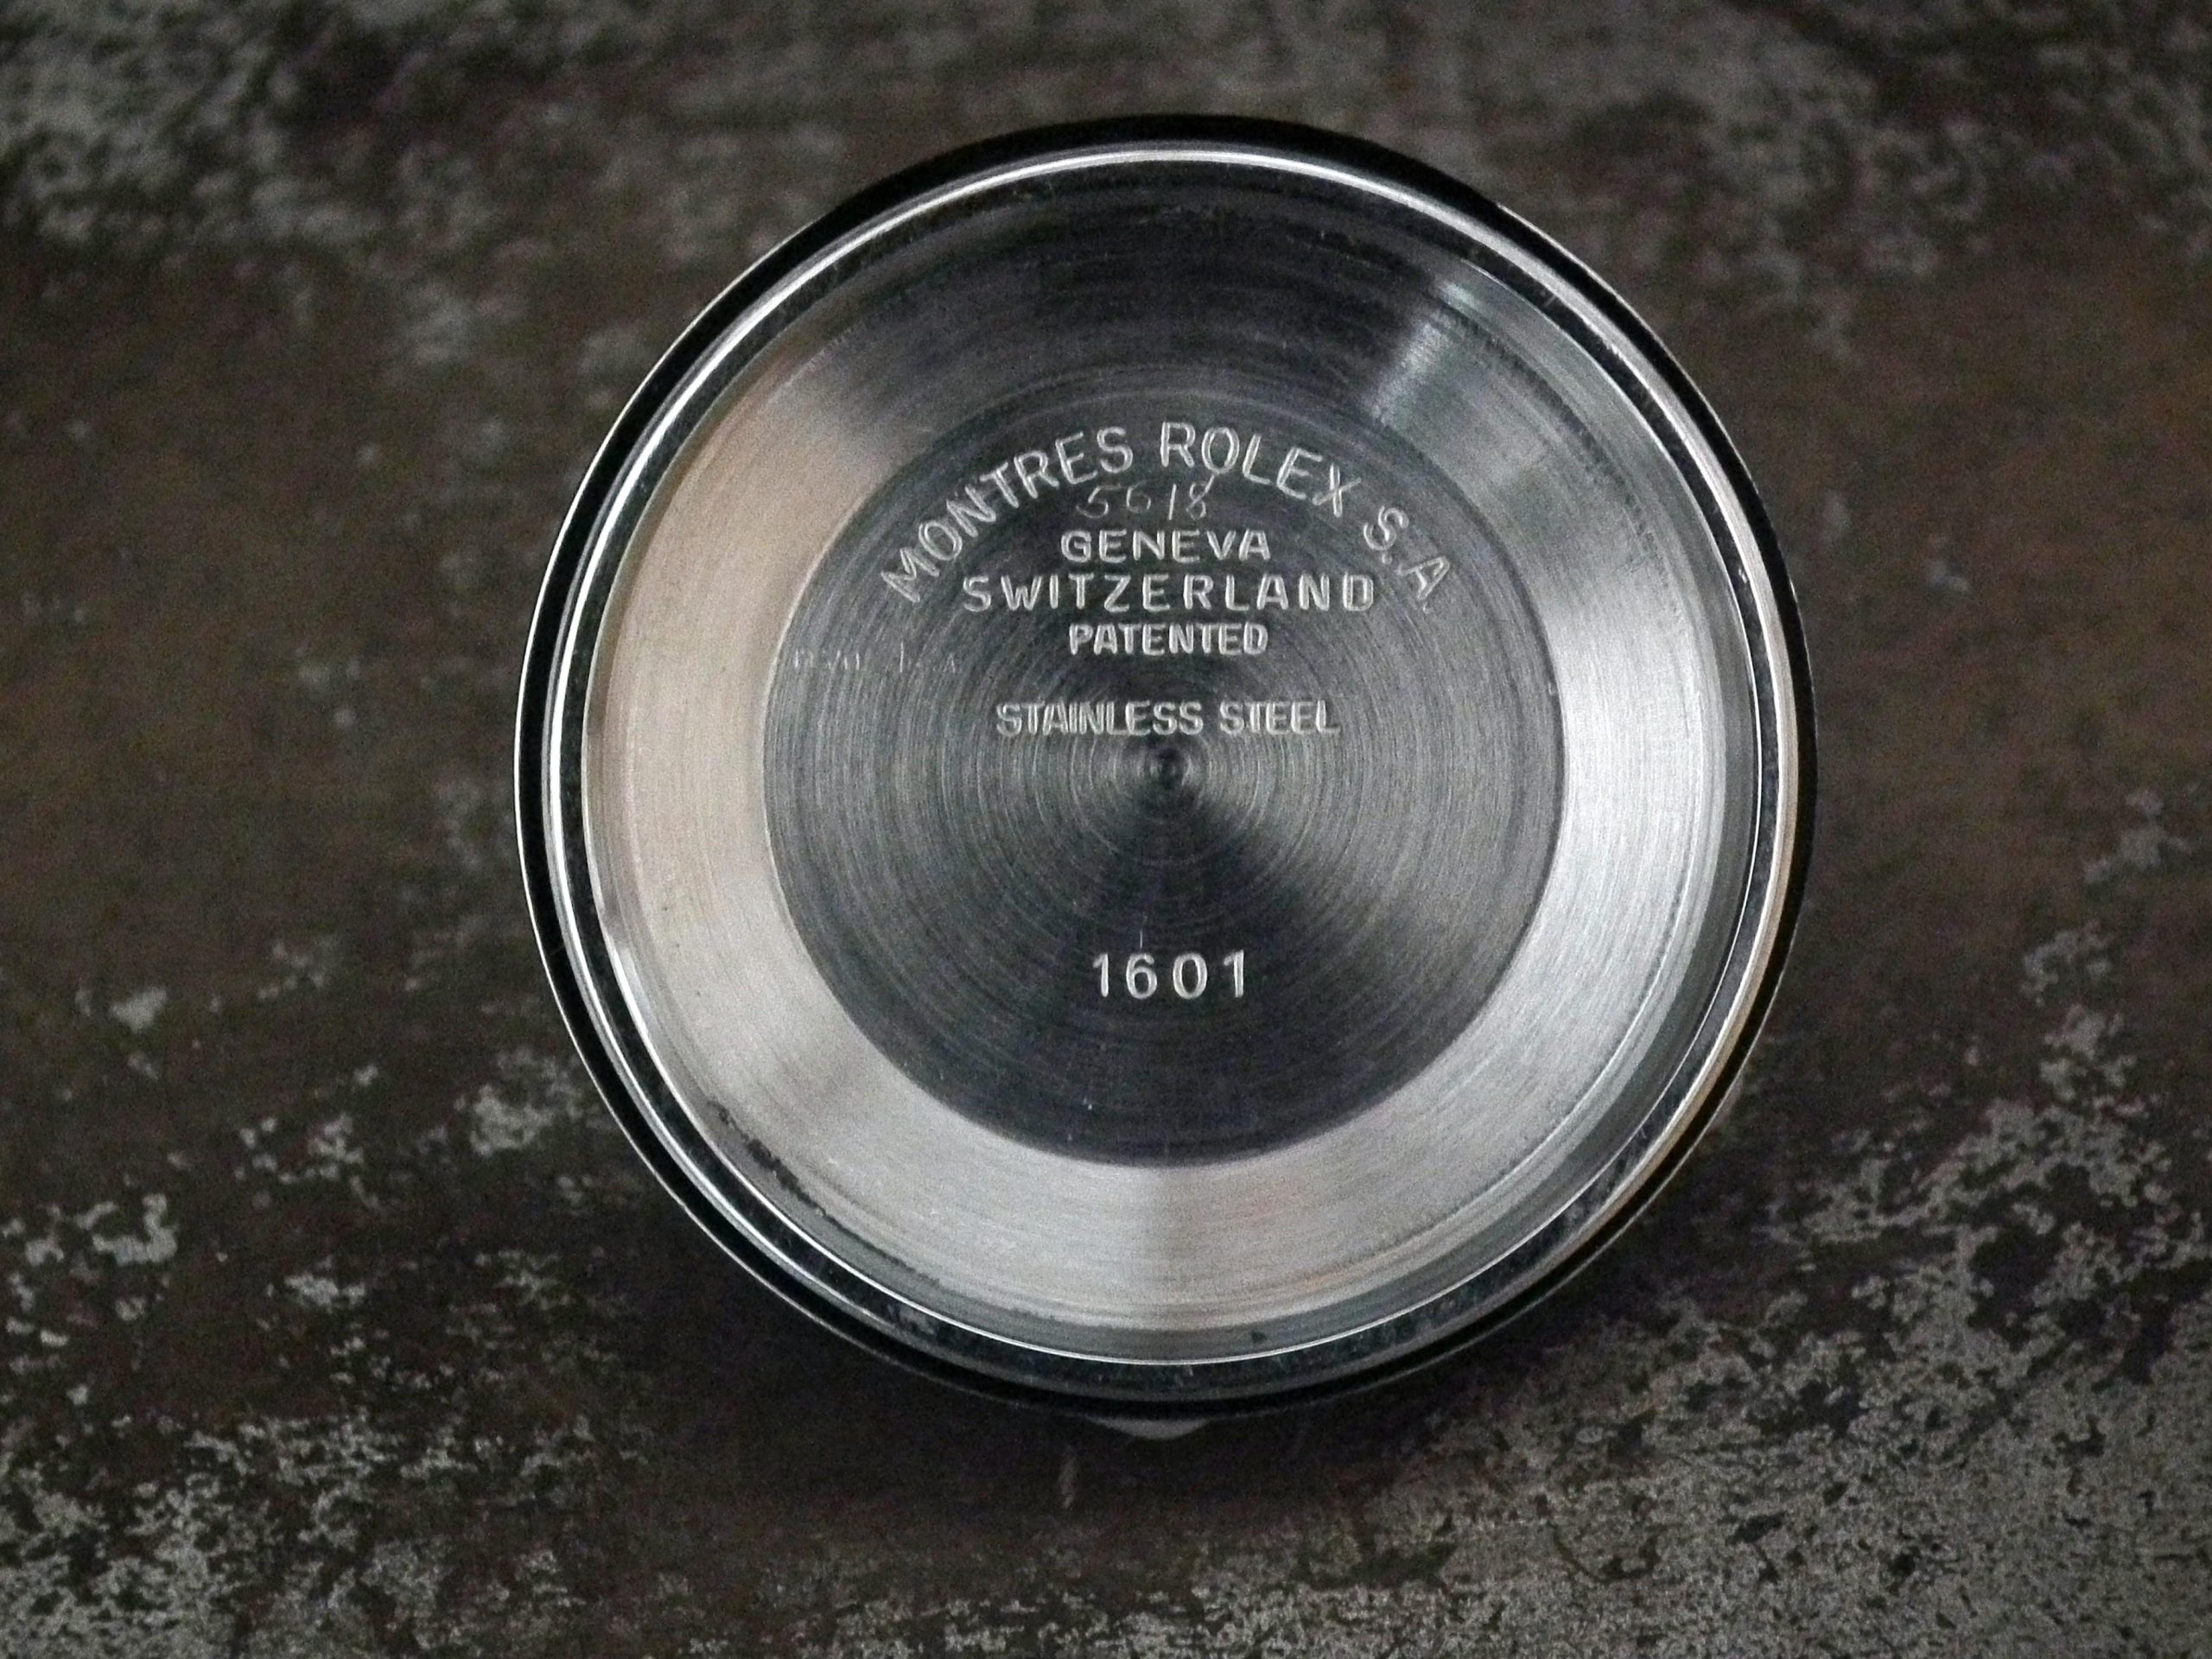 MONTRES ROLEX S.A.
5618
GENEVA
SWITZERLAND
PATENTED
STAINLESS STEEL
1601